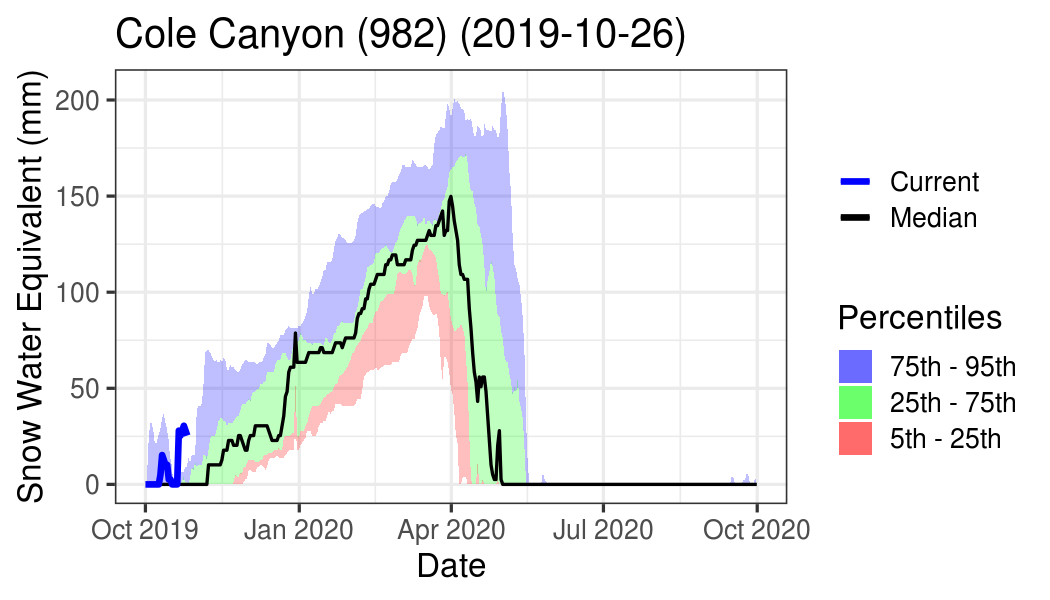 Cole Canyon (982) (2019-10-26)
Snow Water Equivalent (mm)
200
150
100
50
0
Oct 2019 Jan 2020 Apr 2020 Jul 2020 Oct 2020
Date
Current
Median
Percentiles
75th - 95th
25th - 75th
5th - 25th